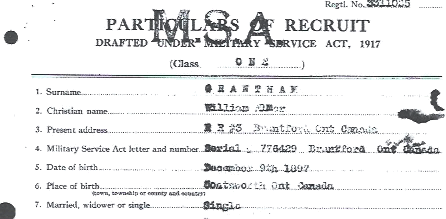 Regtl. No. 3311025
M.S.A
PARTICULARS OF RECRUIT
DRAFTED UNDER MILITARY SERVICE ACT, 1917
(Class ONE)
1. Surname GRANTHAM
2. Christian name William Elmer
3. Present address R R #3 Brantford Ont Canada
4. Military Service Act letter and number Serial . 776429 Brantford Ont Canada
5. Date of birth December 9th 1897
6. Place of birth Coatsworth Ont Canada
(town, township or county and country)
7. Married, widower or single Single